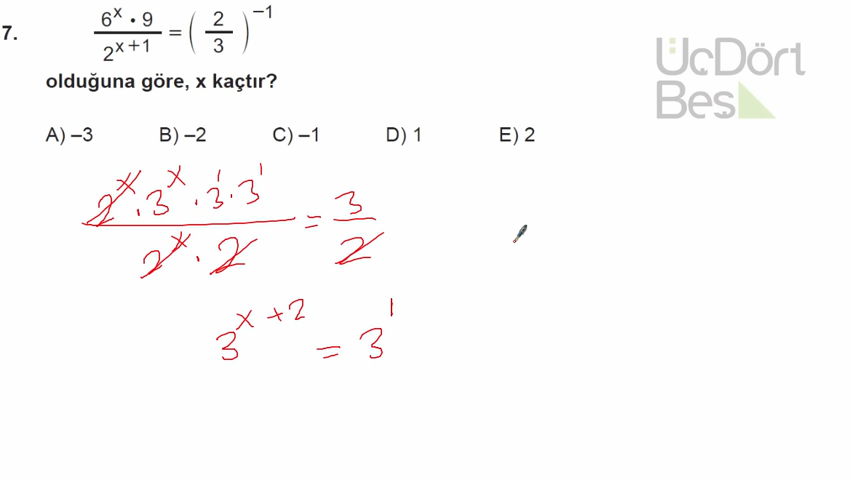 7. 6^x • 9 / 2^x+1 = ( 2 / 3 )^–1
olduğuna göre, x kaçtır?
A) –3 B) –2 C) –1 D) 1 E) 2
ÜçDört
Beş
2^x . 3^x . 3^1 . 3^1 / 2^x . 2 = 3 / 2
3^x+2 = 3^1